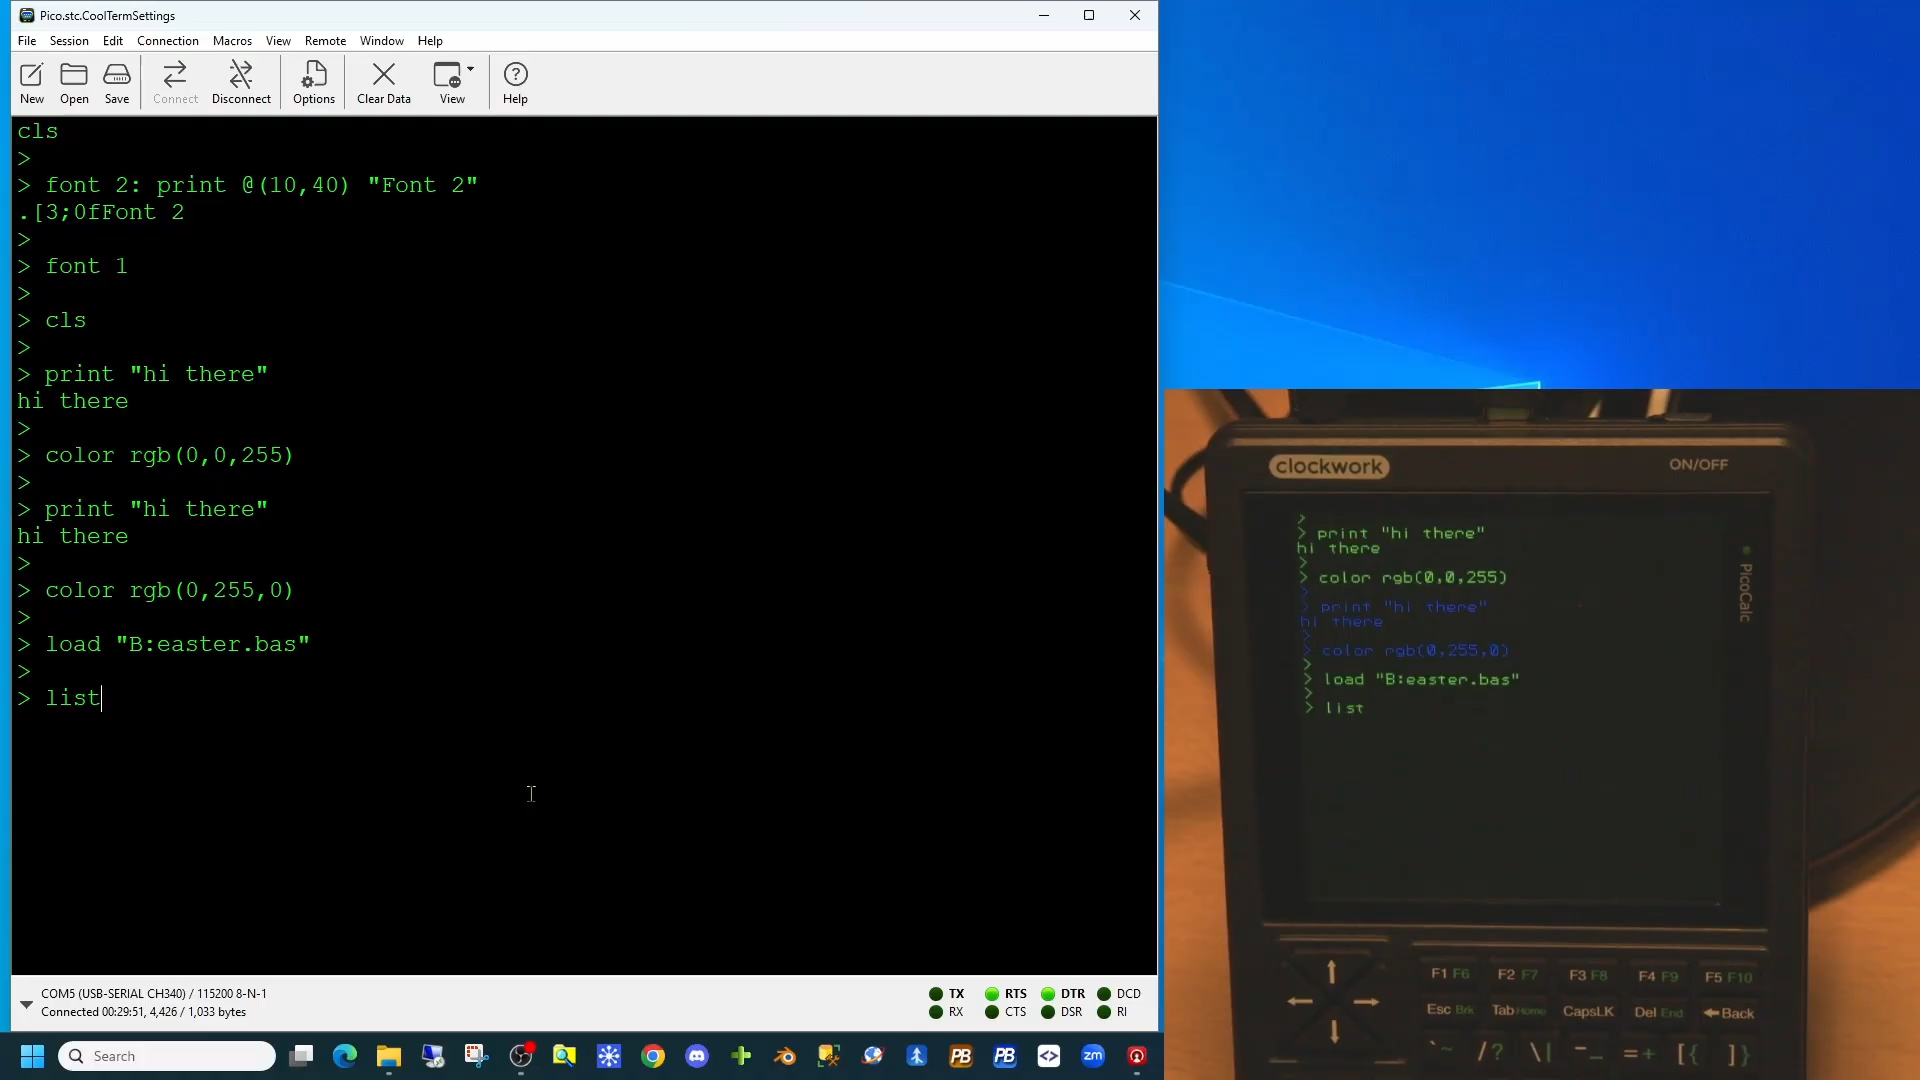 Pico.stc.CoolTermSettings
File Session Edit Connection Macros View Remote Window Help
New Open Save Connect Disconnect Options Clear Data View Help
cls
>
> font 2: print @(10,40) "Font 2"
.[3;0fFont 2
>
> font 1
>
> cls
>
> print "hi there"
hi there
>
> color rgb(0,0,255)
>
> print "hi there"
hi there
>
> color rgb(0,255,0)
>
> load "B:easter.bas"
>
> list
COM5 (USB-SERIAL CH340) / 115200 8-N-1
Connected 00:29:51, 4,426 / 1,033 bytes
TX RTS DTR DCD
RX CTS DSR RI
Search
PB PB zm
clockwork ON/OFF
>
> print "hi there"
hi there
>
> color rgb(0,0,255)
>
> print "hi there"
hi there
>
> color rgb(0,255,0)
>
> load "B:easter.bas"
>
> list
PicoCalc
F1 F6 F2 F7 F3 F8 F4 F9 F5 F10
Esc Brk Tab Home CapsLK Del End Back
` ~ / ? \ | - _ = + [ { ] }